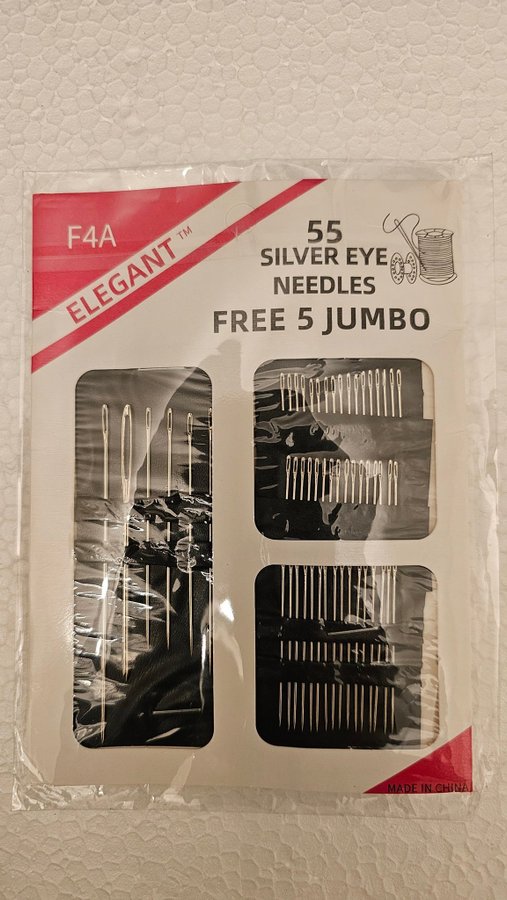 F4A
ELEGANT™
55
SILVER EYE
NEEDLES
FREE 5 JUMBO
MADE IN CHINA